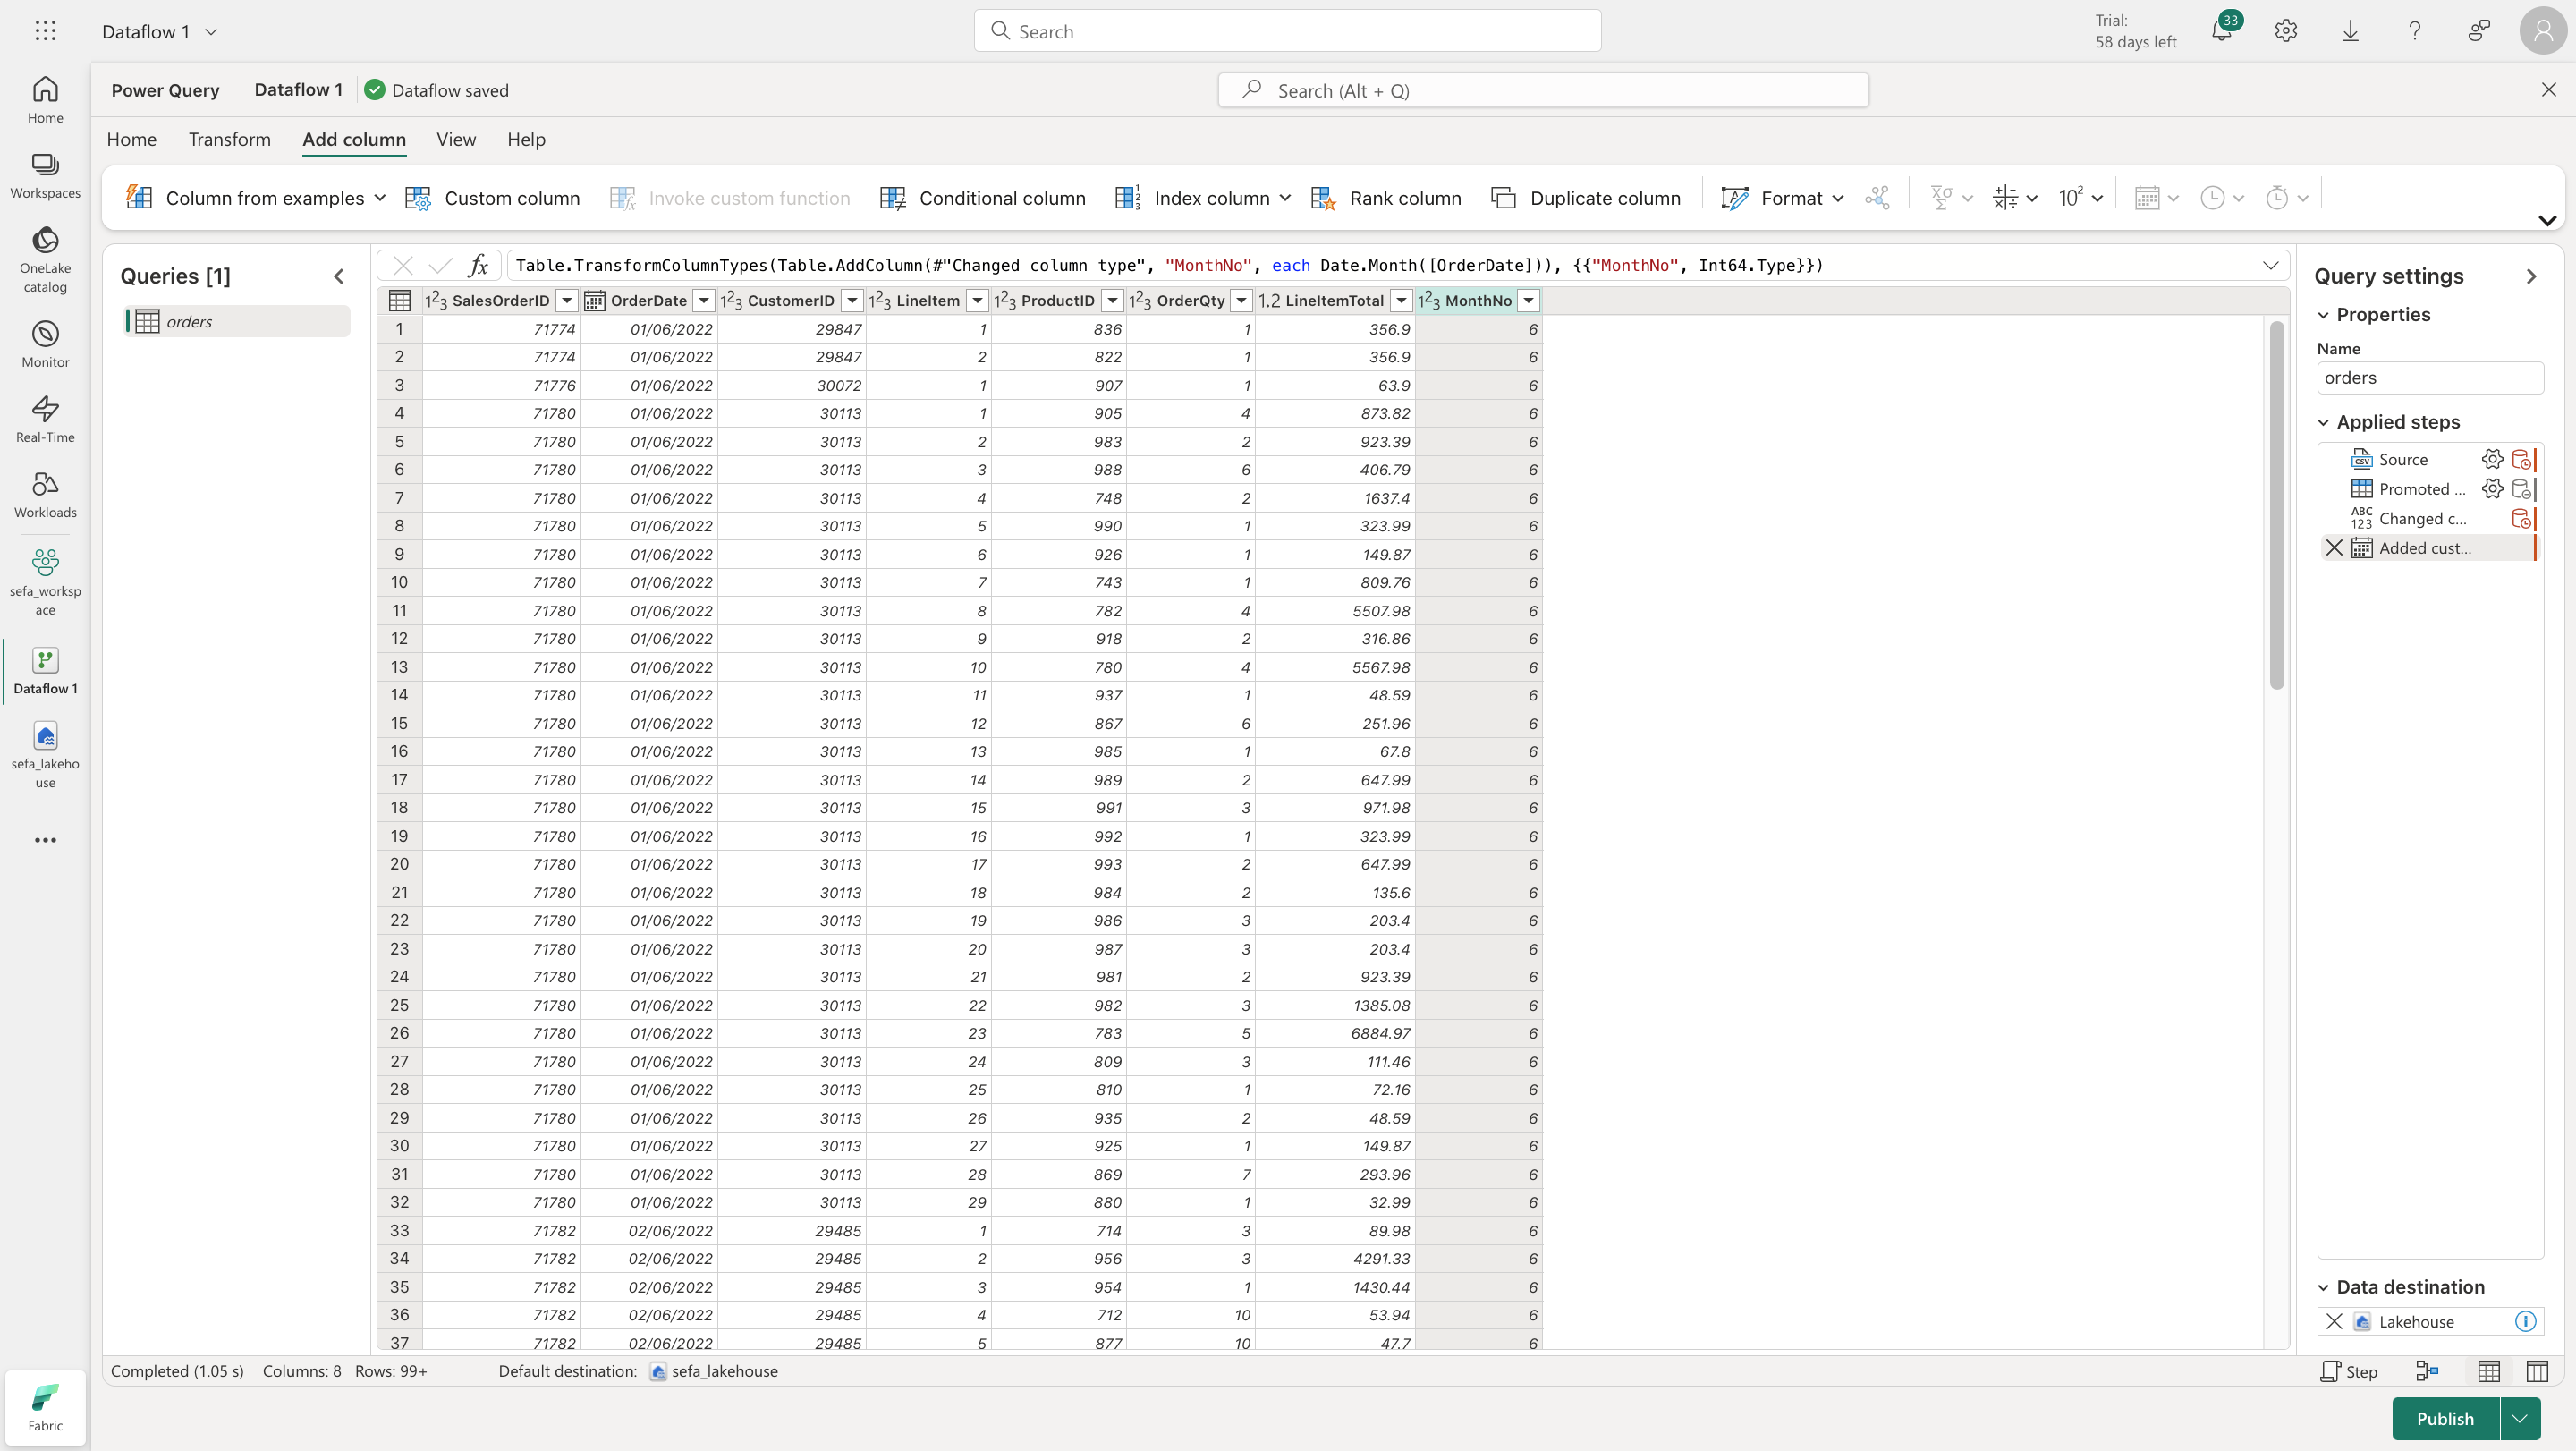 Dataflow 1
Search
Trial:
58 days left
33
Home
Workspaces
OneLake
catalog
Monitor
Real-Time
Workloads
sefa_worksp
ace
Dataflow 1
sefa_lakeho
use
Fabric
Power Query
Dataflow 1
Dataflow saved
Search (Alt + Q)
Home Transform Add column View Help
Column from examples Custom column Invoke custom function Conditional column Index column Rank column Duplicate column Format 10²
Queries [1]
orders
fx Table.TransformColumnTypes(Table.AddColumn(#"Changed column type", "MonthNo", each Date.Month([OrderDate])), {{"MonthNo", Int64.Type}})
1²3 SalesOrderID OrderDate 1²3 CustomerID 1²3 LineItem 1²3 ProductID 1²3 OrderQty 1.2 LineItemTotal 1²3 MonthNo
1 71774 01/06/2022 29847 1 836 1 356.9 6
2 71774 01/06/2022 29847 2 822 1 356.9 6
3 71776 01/06/2022 30072 1 907 1 63.9 6
4 71780 01/06/2022 30113 1 905 4 873.82 6
5 71780 01/06/2022 30113 2 983 2 923.39 6
6 71780 01/06/2022 30113 3 988 6 406.79 6
7 71780 01/06/2022 30113 4 748 2 1637.4 6
8 71780 01/06/2022 30113 5 990 1 323.99 6
9 71780 01/06/2022 30113 6 926 1 149.87 6
10 71780 01/06/2022 30113 7 743 1 809.76 6
11 71780 01/06/2022 30113 8 782 4 5507.98 6
12 71780 01/06/2022 30113 9 918 2 316.86 6
13 71780 01/06/2022 30113 10 780 4 5567.98 6
14 71780 01/06/2022 30113 11 937 1 48.59 6
15 71780 01/06/2022 30113 12 867 6 251.96 6
16 71780 01/06/2022 30113 13 985 1 67.8 6
17 71780 01/06/2022 30113 14 989 2 647.99 6
18 71780 01/06/2022 30113 15 991 3 971.98 6
19 71780 01/06/2022 30113 16 992 1 323.99 6
20 71780 01/06/2022 30113 17 993 2 647.99 6
21 71780 01/06/2022 30113 18 984 2 135.6 6
22 71780 01/06/2022 30113 19 986 3 203.4 6
23 71780 01/06/2022 30113 20 987 3 203.4 6
24 71780 01/06/2022 30113 21 981 2 923.39 6
25 71780 01/06/2022 30113 22 982 3 1385.08 6
26 71780 01/06/2022 30113 23 783 5 6884.97 6
27 71780 01/06/2022 30113 24 809 3 111.46 6
28 71780 01/06/2022 30113 25 810 1 72.16 6
29 71780 01/06/2022 30113 26 935 2 48.59 6
30 71780 01/06/2022 30113 27 925 1 149.87 6
31 71780 01/06/2022 30113 28 869 7 293.96 6
32 71780 01/06/2022 30113 29 880 1 32.99 6
33 71782 02/06/2022 29485 1 714 3 89.98 6
34 71782 02/06/2022 29485 2 956 3 4291.33 6
35 71782 02/06/2022 29485 3 954 1 1430.44 6
36 71782 02/06/2022 29485 4 712 10 53.94 6
37 71782 02/06/2022 29485 5 877 10 47.7 6
Query settings
Properties
Name
orders
Applied steps
CSV Source
Promoted ...
ABC 123 Changed c...
Added cust...
Data destination
Lakehouse
Completed (1.05 s) Columns: 8 Rows: 99+ Default destination: sefa_lakehouse
Step
Publish